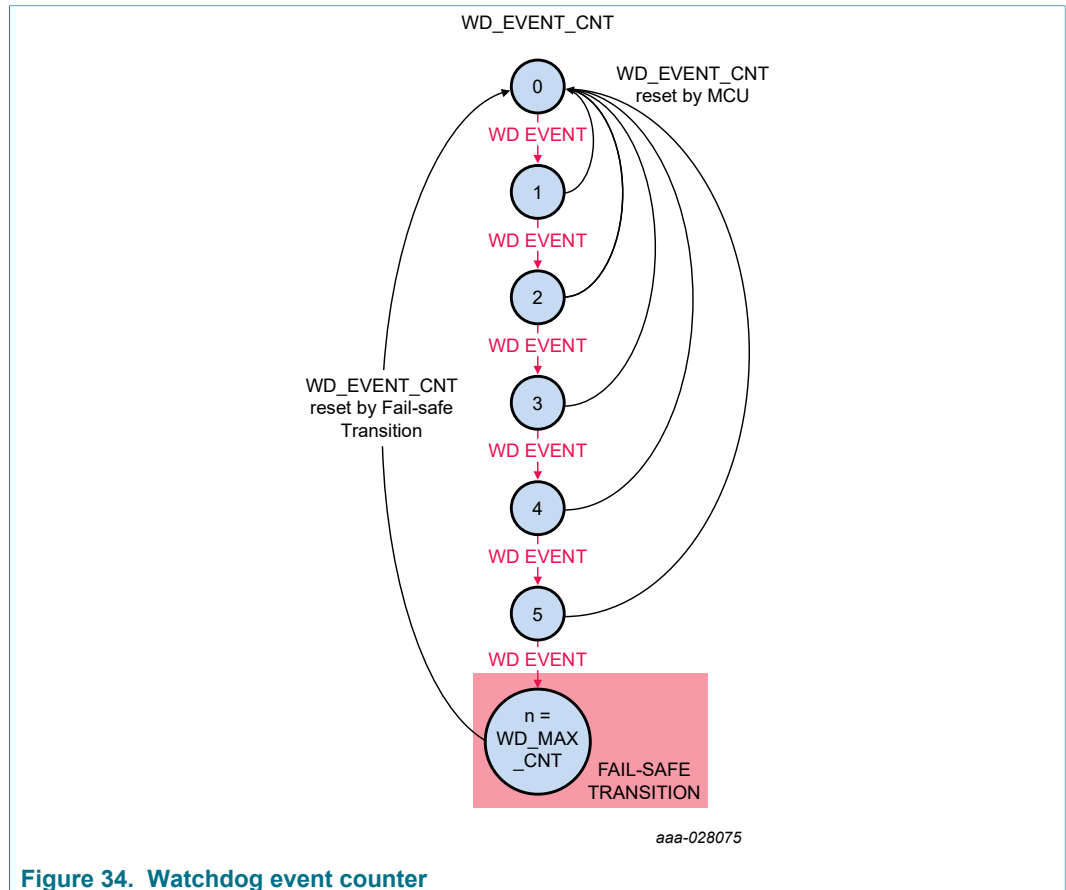 WD_EVENT_CNT
0
WD_EVENT_CNT
reset by MCU
WD EVENT
1
WD EVENT
2
WD EVENT
3
WD_EVENT_CNT
reset by Fail-safe
Transition
WD EVENT
4
WD EVENT
5
WD EVENT
n =
WD_MAX
_CNT
FAIL-SAFE
TRANSITION
aaa-028075
Figure 34. Watchdog event counter